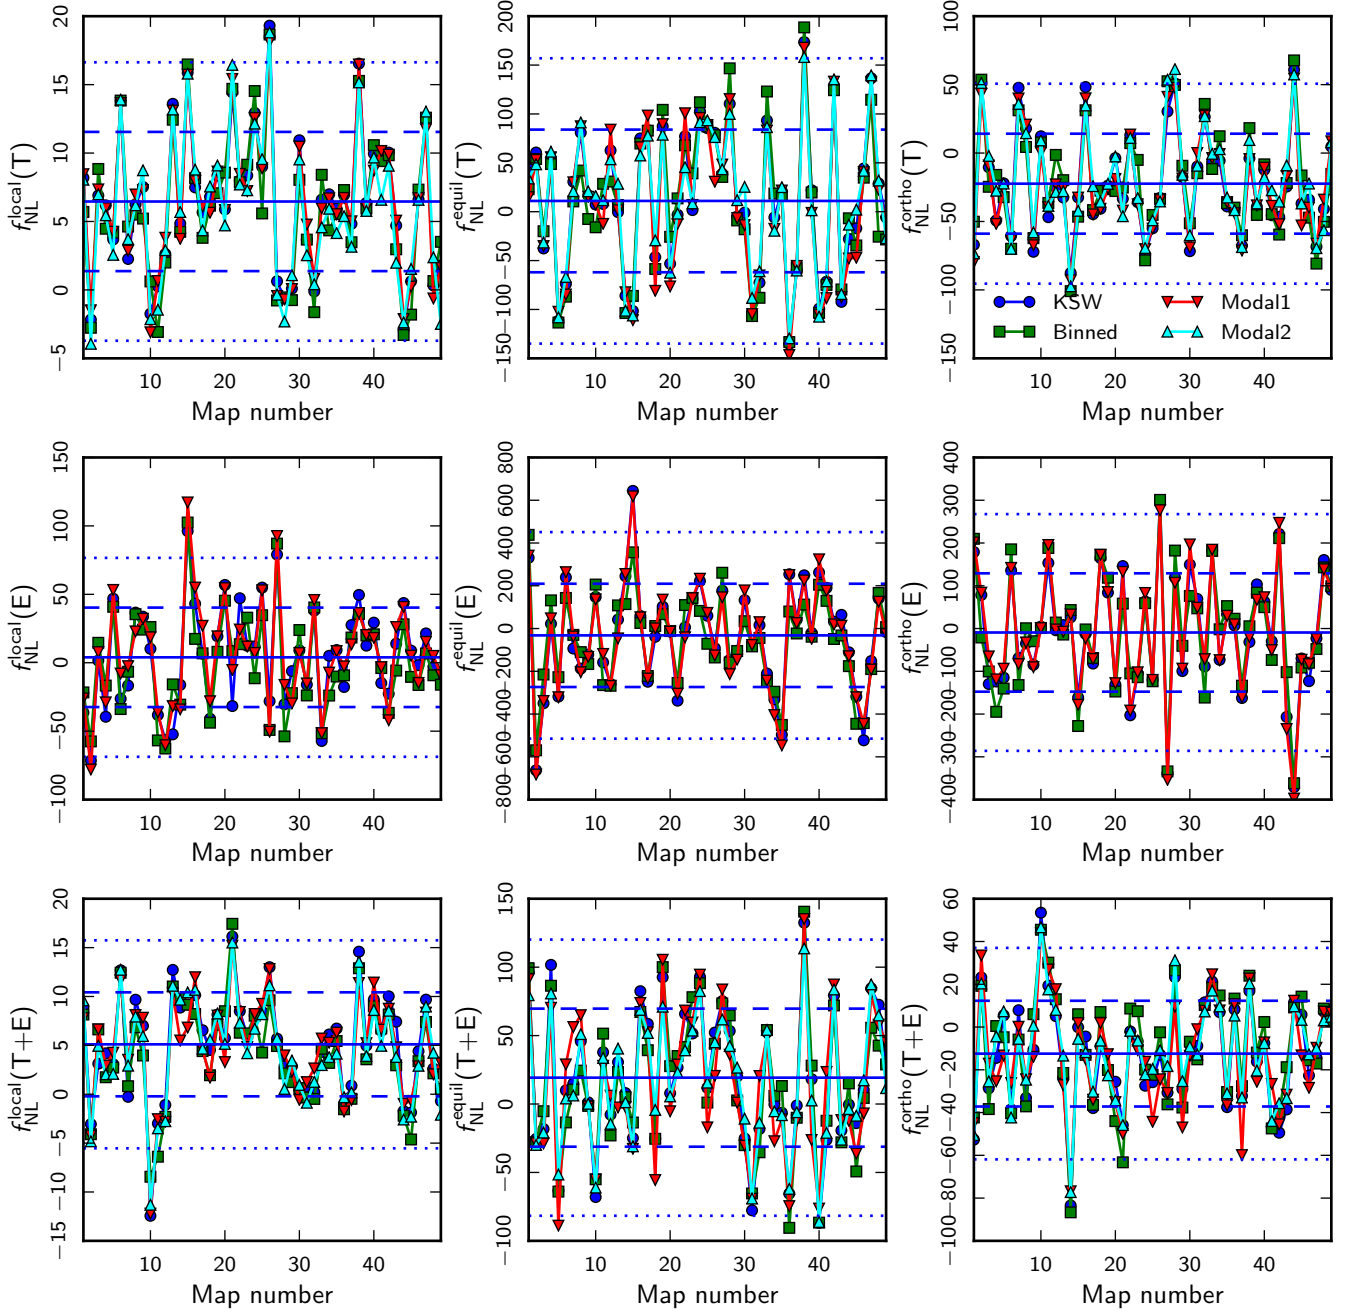 20
15
10
5
0
−5
f_NL^local(T)
10 20 30 40
Map number
200
150
100
50
0
−50
−100
−150
f_NL^equil(T)
10 20 30 40
Map number
100
50
0
−50
−100
−150
f_NL^ortho(T)
KSW Modal1
Binned Modal2
10 20 30 40
Map number
150
100
50
0
−50
−100
f_NL^local(E)
10 20 30 40
Map number
800
600
400
200
0
−200
−400
−600
−800
f_NL^equil(E)
10 20 30 40
Map number
400
300
200
100
0
−100
−200
−300
−400
f_NL^ortho(E)
10 20 30 40
Map number
20
15
10
5
0
−5
−10
−15
f_NL^local(T+E)
10 20 30 40
Map number
150
100
50
0
−50
−100
f_NL^equil(T+E)
10 20 30 40
Map number
60
40
20
0
−20
−40
−60
−80
−100
f_NL^ortho(T+E)
10 20 30 40
Map number